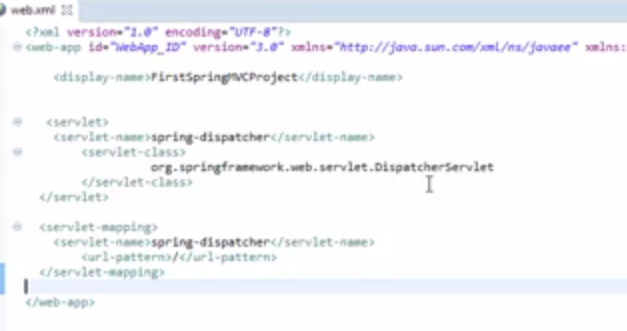 web.xml
<?xml version="1.0" encoding="UTF-8"?>
<web-app id="WebApp_ID" version="3.0" xmlns="http://java.sun.com/xml/ns/javaee" xmlns:
<display-name>FirstSpringMVCProject</display-name>
<servlet>
<servlet-name>spring-dispatcher</servlet-name>
<servlet-class>
org.springframework.web.servlet.DispatcherServlet
</servlet-class>
</servlet>
<servlet-mapping>
<servlet-name>spring-dispatcher</servlet-name>
<url-pattern>/</url-pattern>
</servlet-mapping>
</web-app>